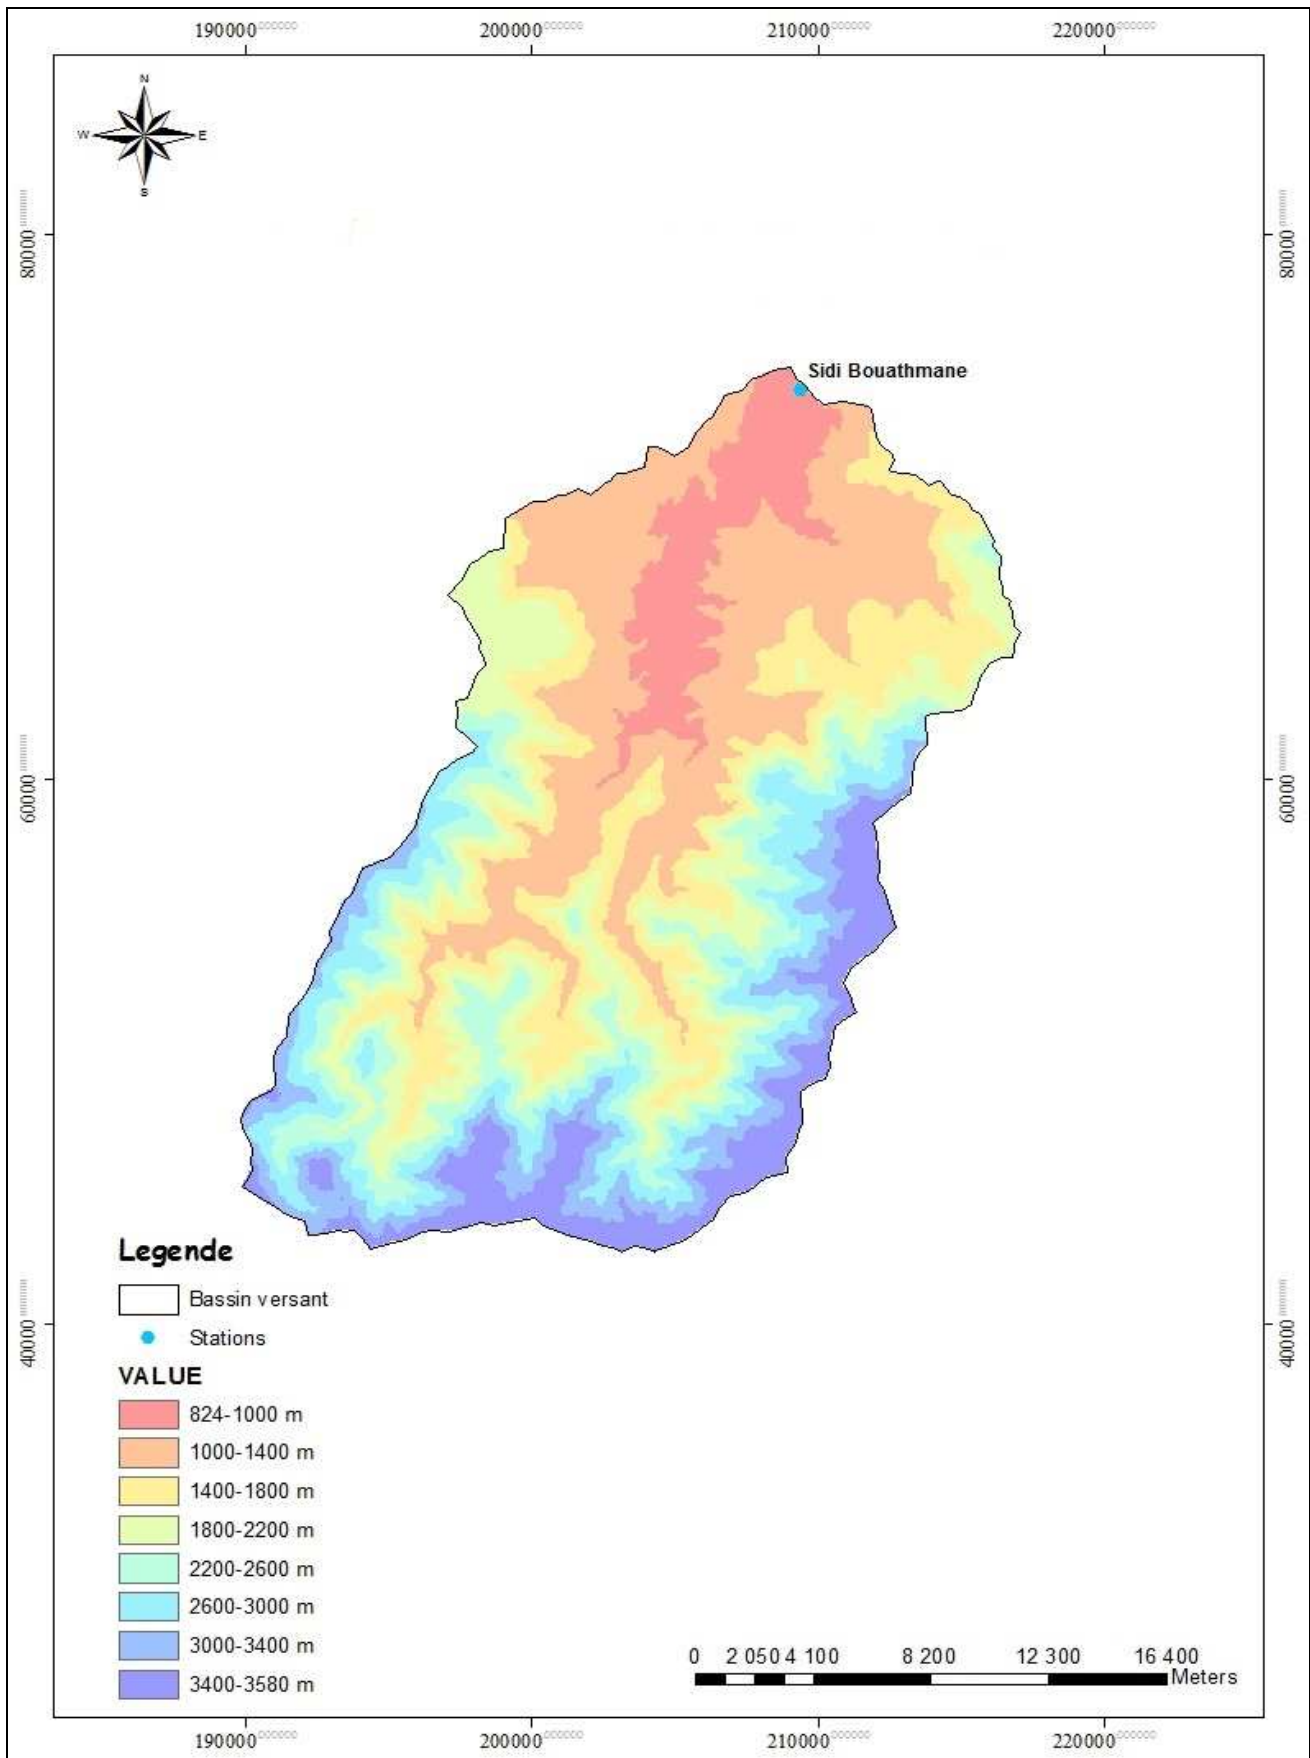 190000 200000 210000 220000
N
W E
S
80000 80000
Sidi Bouathmane
60000 60000
Legende
Bassin versant
40000 40000
Stations
VALUE
824-1000 m
1000-1400 m
1400-1800 m
1800-2200 m
2200-2600 m
2600-3000 m
3000-3400 m
3400-3580 m
0 2 050 4 100 8 200 12 300 16 400
Meters
190000 200000 210000 220000